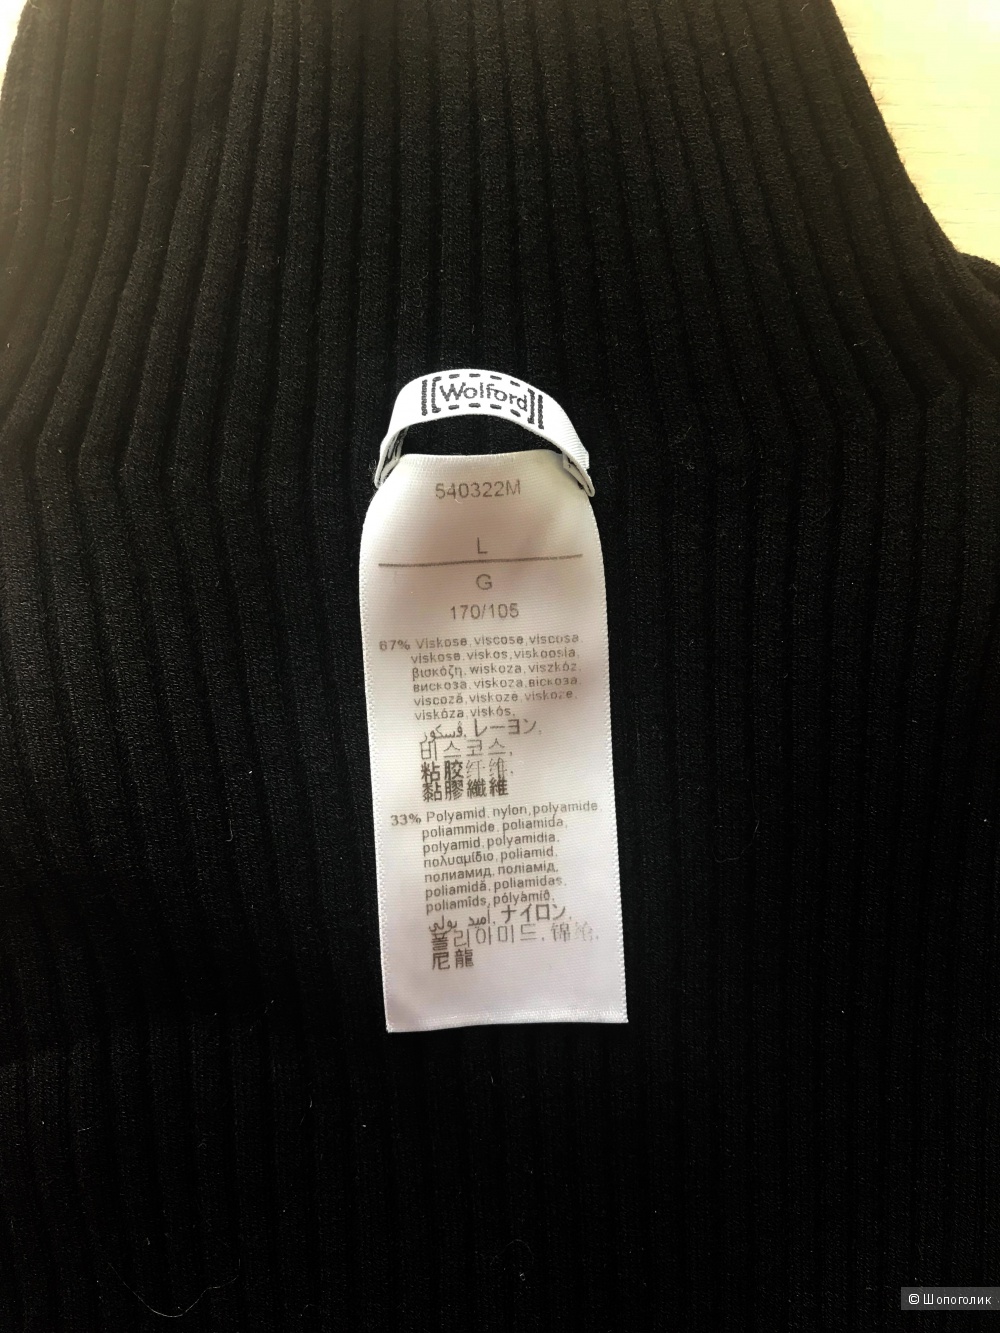 Wolford
540322M
L
G
170/105
67% Viskose, viscose, viscosa,
viskose, viskos, viskoosia,
βισκόζη, wiskoza, viszkóz,
вискоза, viskoza, віскоза,
viscoză, viskoze, viskoze,
viskóza, viskós,
فسكوز, レーヨン,
비스코스,
粘胶纤维,
黏膠纖維
33% Polyamid, nylon, polyamide
poliammide, poliamida,
polyamid, polyamidia,
πολυαμίδιο, poliamid,
полиамид, поліамід,
poliamidă, poliamidas,
poliamīds, pólýamíð,
ナイロン,
폴리아미드, 锦纶,
尼龍
© Шопоголик